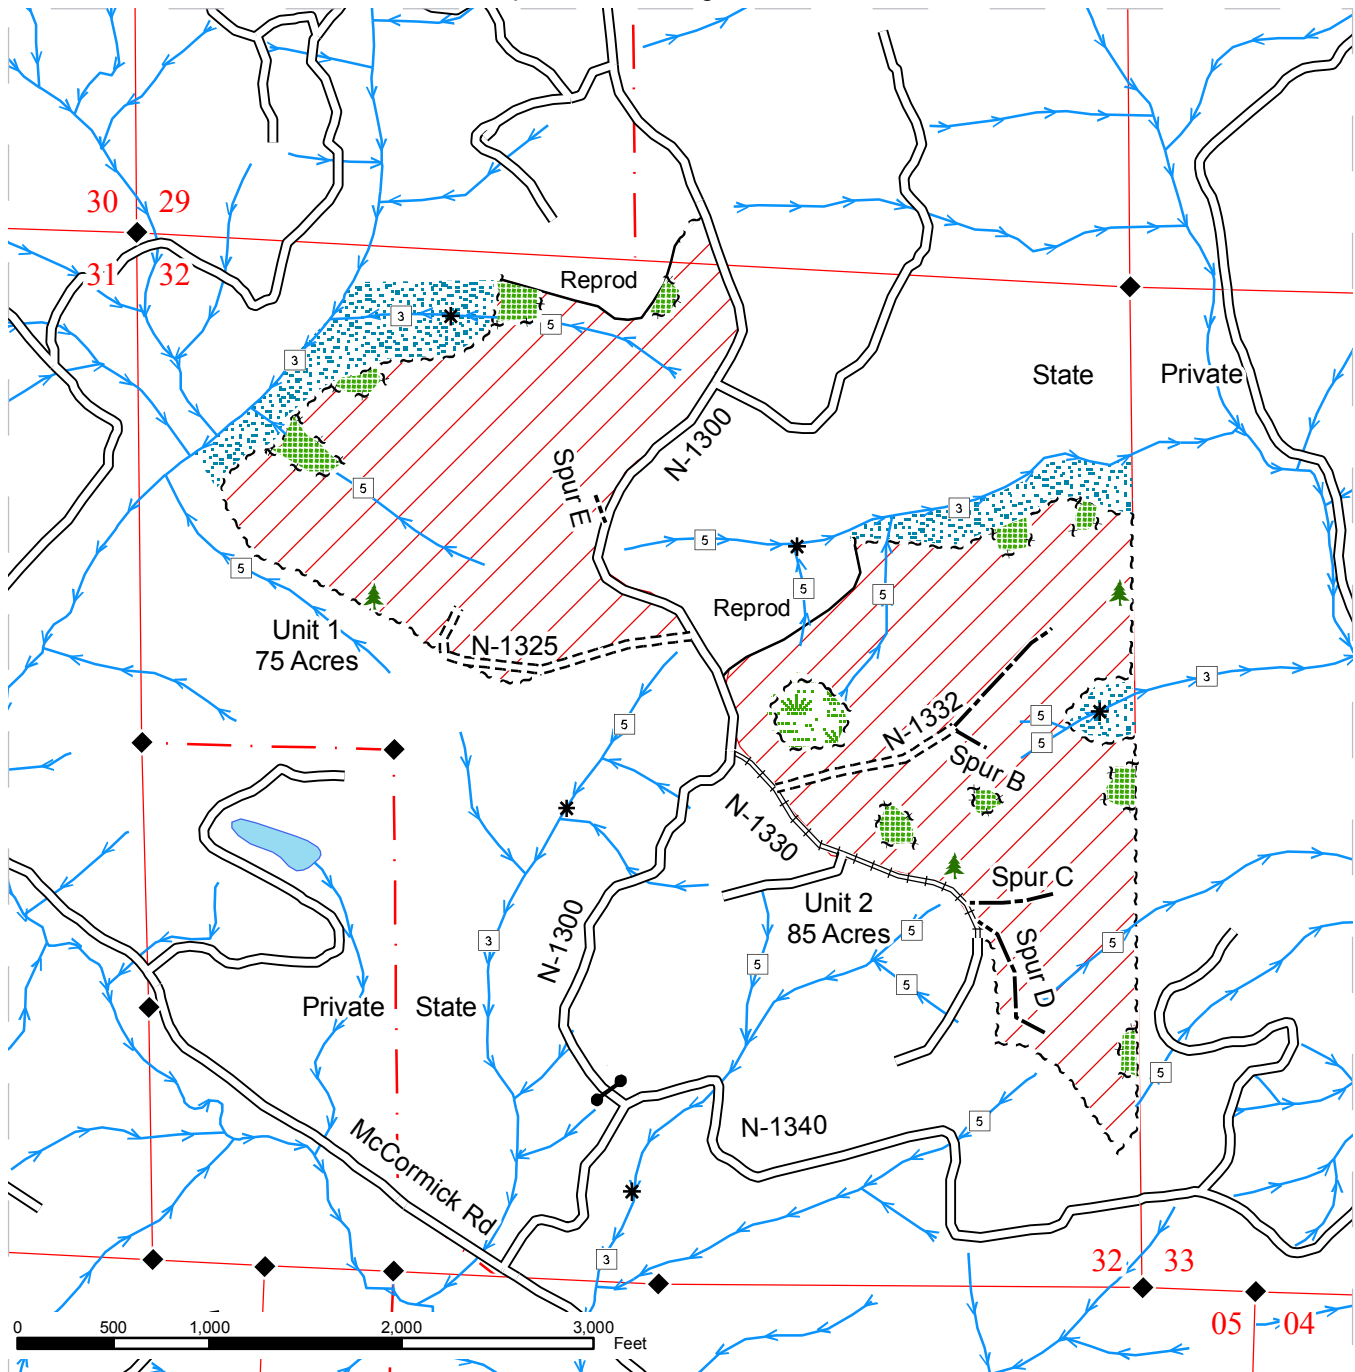 30 29
31 32
Reprod
3
5
3
State Private
N-1300
Spur E
5
3
5
5
5
5
Reprod
Unit 1
75 Acres
N-1325
3
5
N-1332
5
5
Spur B
N-1330
Spur C
Unit 2
85 Acres
5
5
3
N-1300
5
5
Spur D
Private State
5
5
N-1340
McCormick Rd
3
32 33
05 04
0 500 1,000 2,000 3,000
Feet